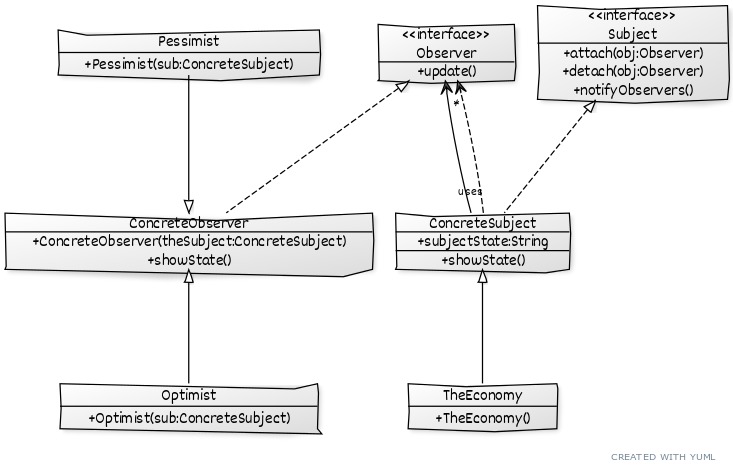 Pessimist
+Pessimist(sub:ConcreteSubject)
<<interface>>
Observer
+update()
<<interface>>
Subject
+attach(obj:Observer)
+detach(obj:Observer)
+notifyObservers()
*
uses
ConcreteObserver
+ConcreteObserver(theSubject:ConcreteSubject)
+showState()
ConcreteSubject
+subjectState:String
+showState()
Optimist
+Optimist(sub:ConcreteSubject)
TheEconomy
+TheEconomy()
CREATED WITH YUML